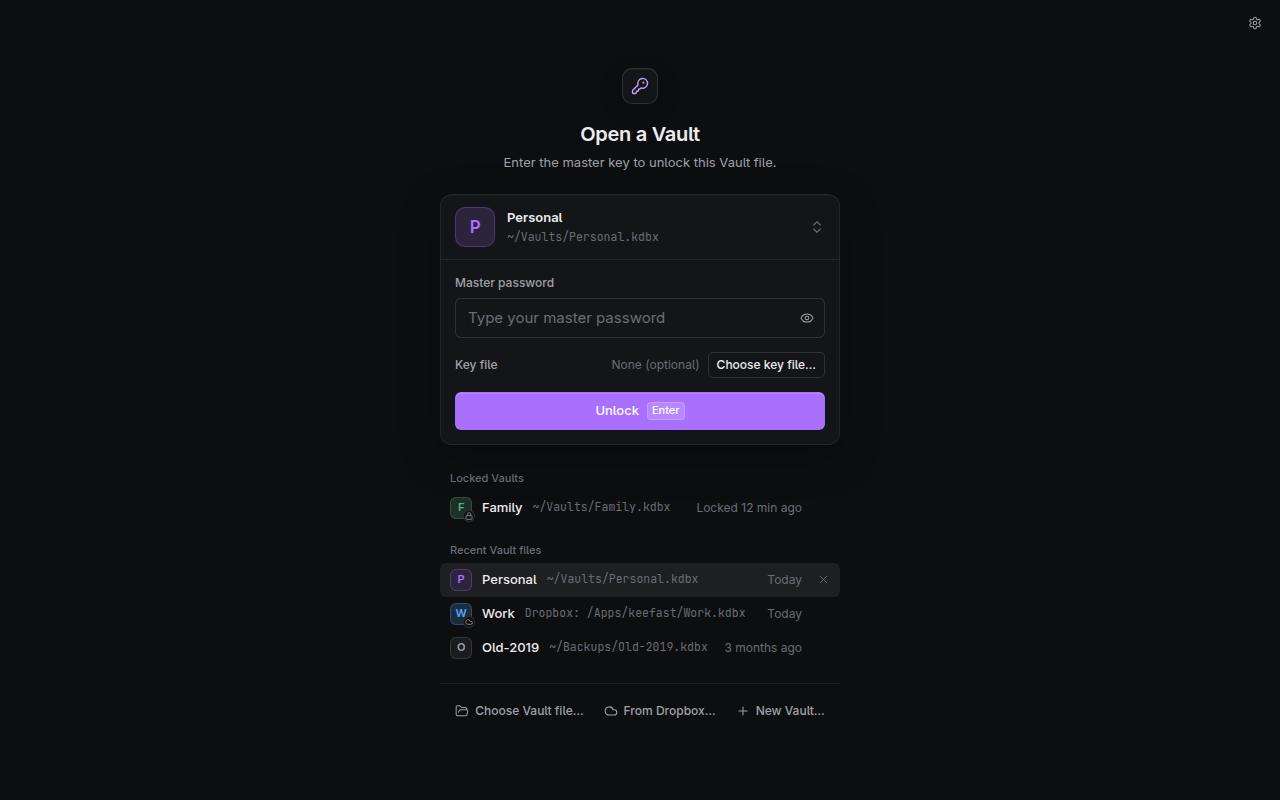 Open a Vault
Enter the master key to unlock this Vault file.
P
Personal
~/Vaults/Personal.kdbx
Master password
Type your master password
Key file None (optional) Choose key file...
Unlock Enter
Locked Vaults
F Family ~/Vaults/Family.kdbx Locked 12 min ago
Recent Vault files
P Personal ~/Vaults/Personal.kdbx Today
W Work Dropbox: /Apps/keefast/Work.kdbx Today
O Old-2019 ~/Backups/Old-2019.kdbx 3 months ago
Choose Vault file... From Dropbox... New Vault...